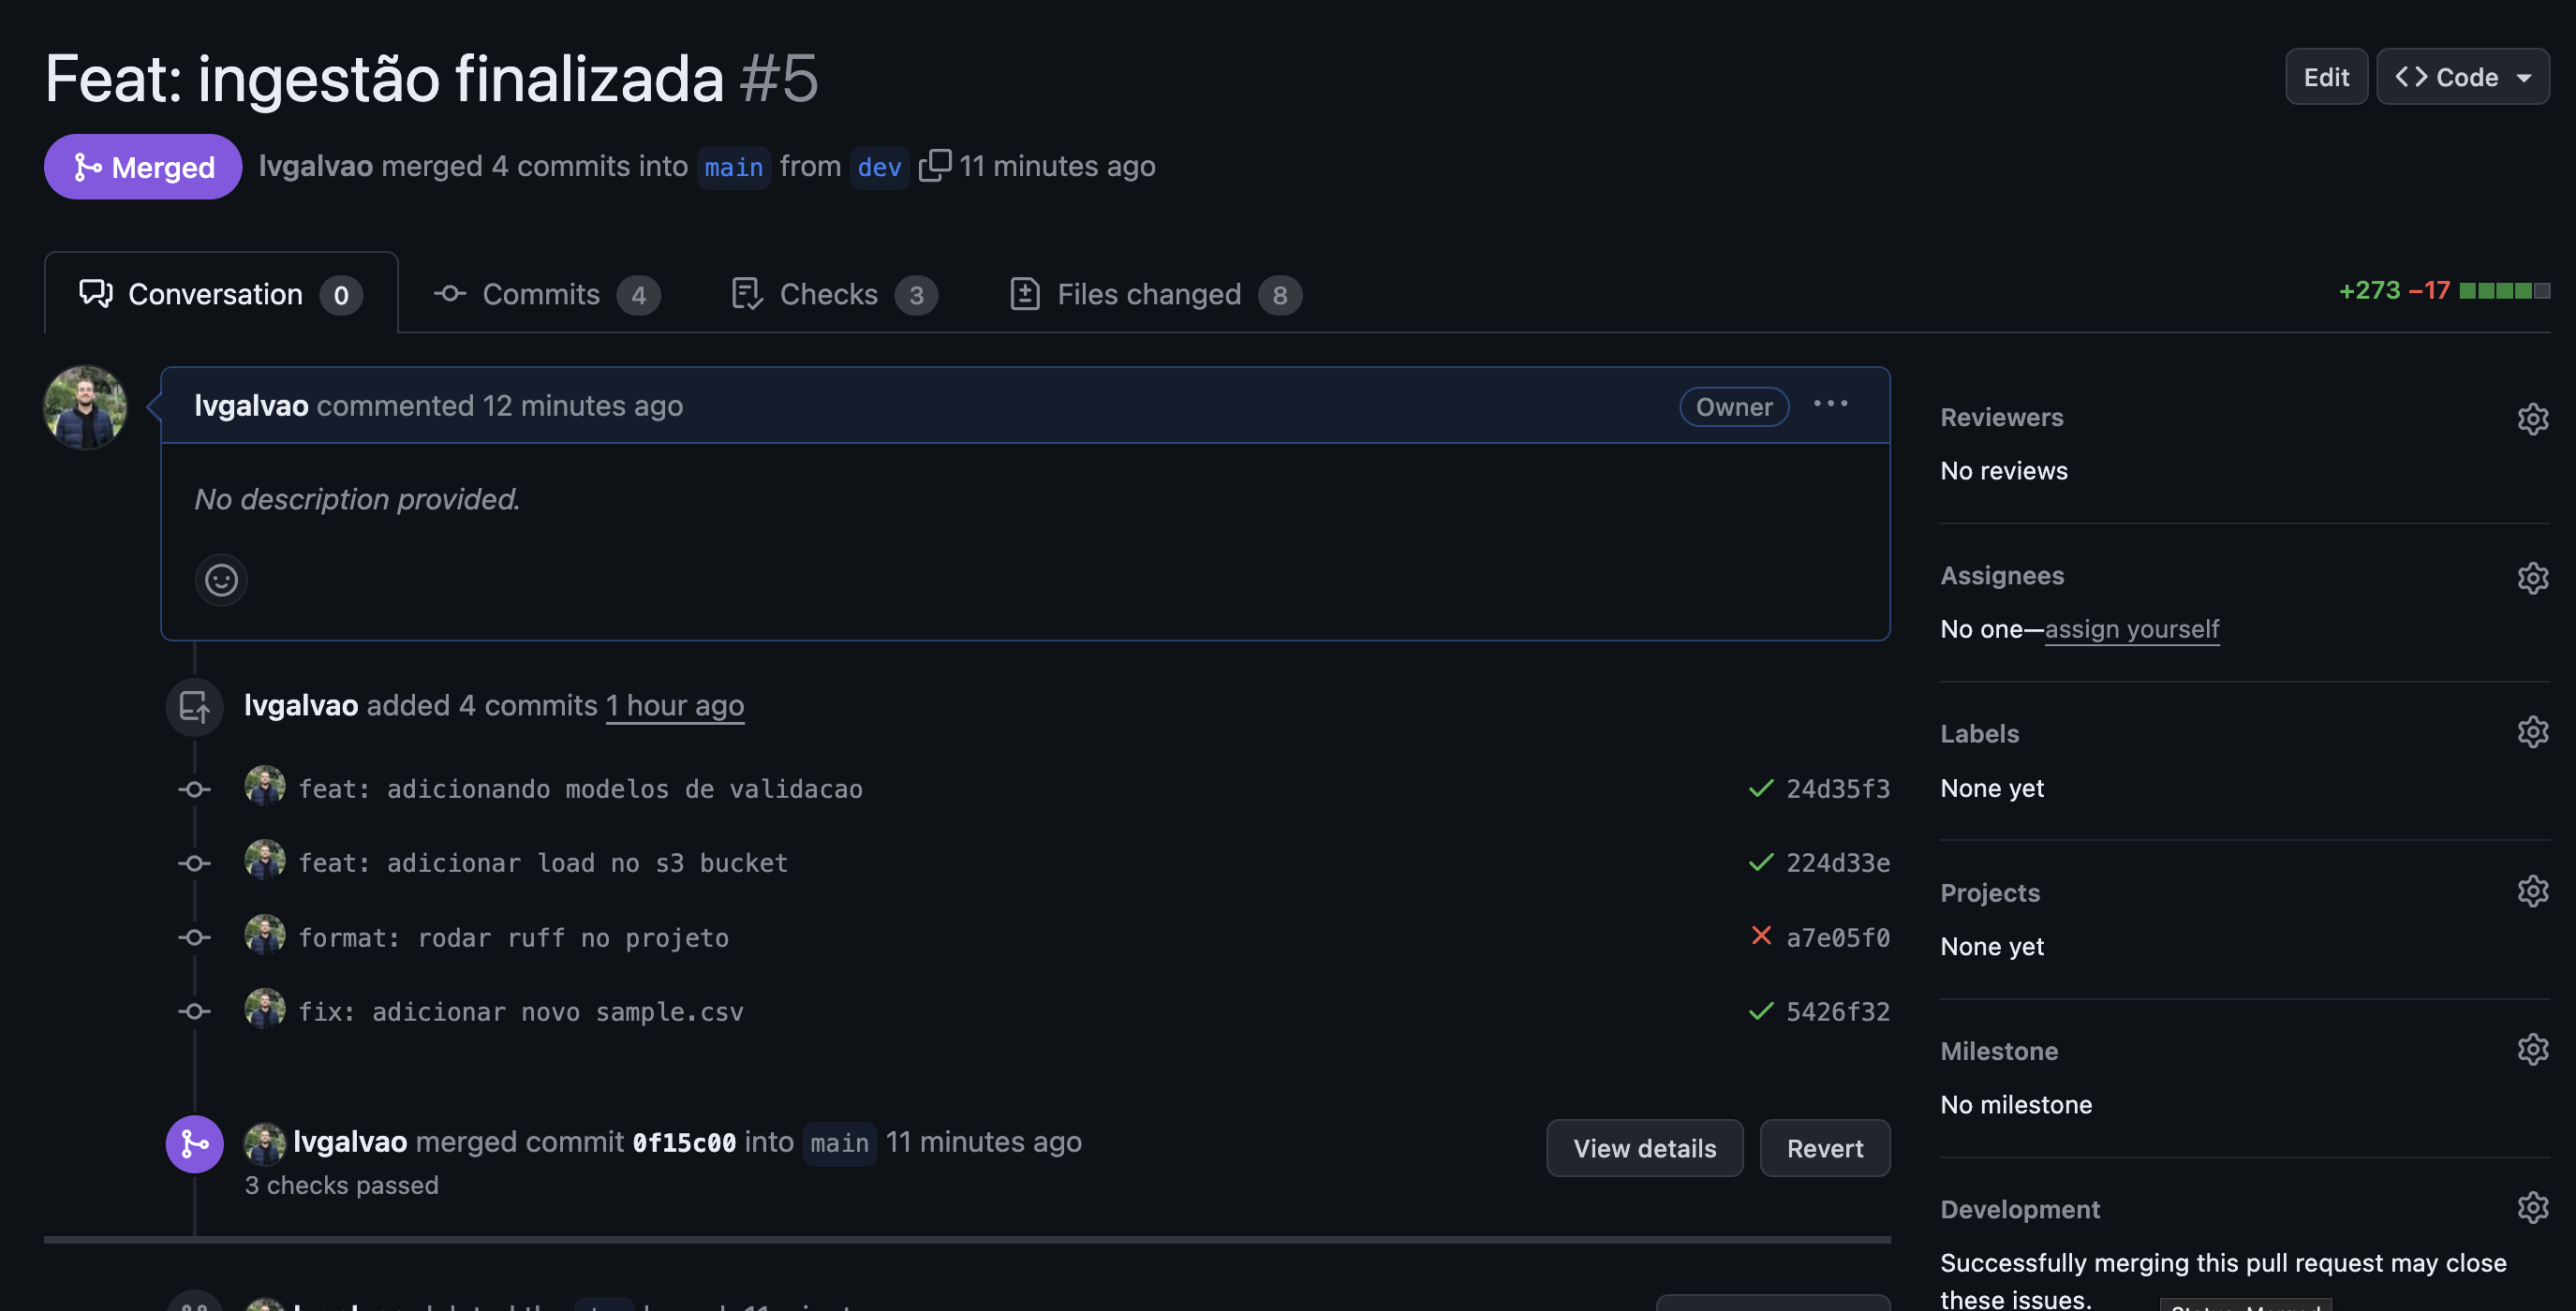 Feat: ingestão finalizada #5
Edit
Code
Merged
lvgalvao merged 4 commits into main from dev 11 minutes ago
Conversation 0
Commits 4
Checks 3
Files changed 8
+273 −17
lvgalvao commented 12 minutes ago
Owner
No description provided.
lvgalvao added 4 commits 1 hour ago
feat: adicionando modelos de validacao
24d35f3
feat: adicionar load no s3 bucket
224d33e
format: rodar ruff no projeto
a7e05f0
fix: adicionar novo sample.csv
5426f32
lvgalvao merged commit 0f15c00 into main 11 minutes ago
3 checks passed
View details
Revert
Reviewers
No reviews
Assignees
No one—assign yourself
Labels
None yet
Projects
None yet
Milestone
No milestone
Development
Successfully merging this pull request may close
these issues.